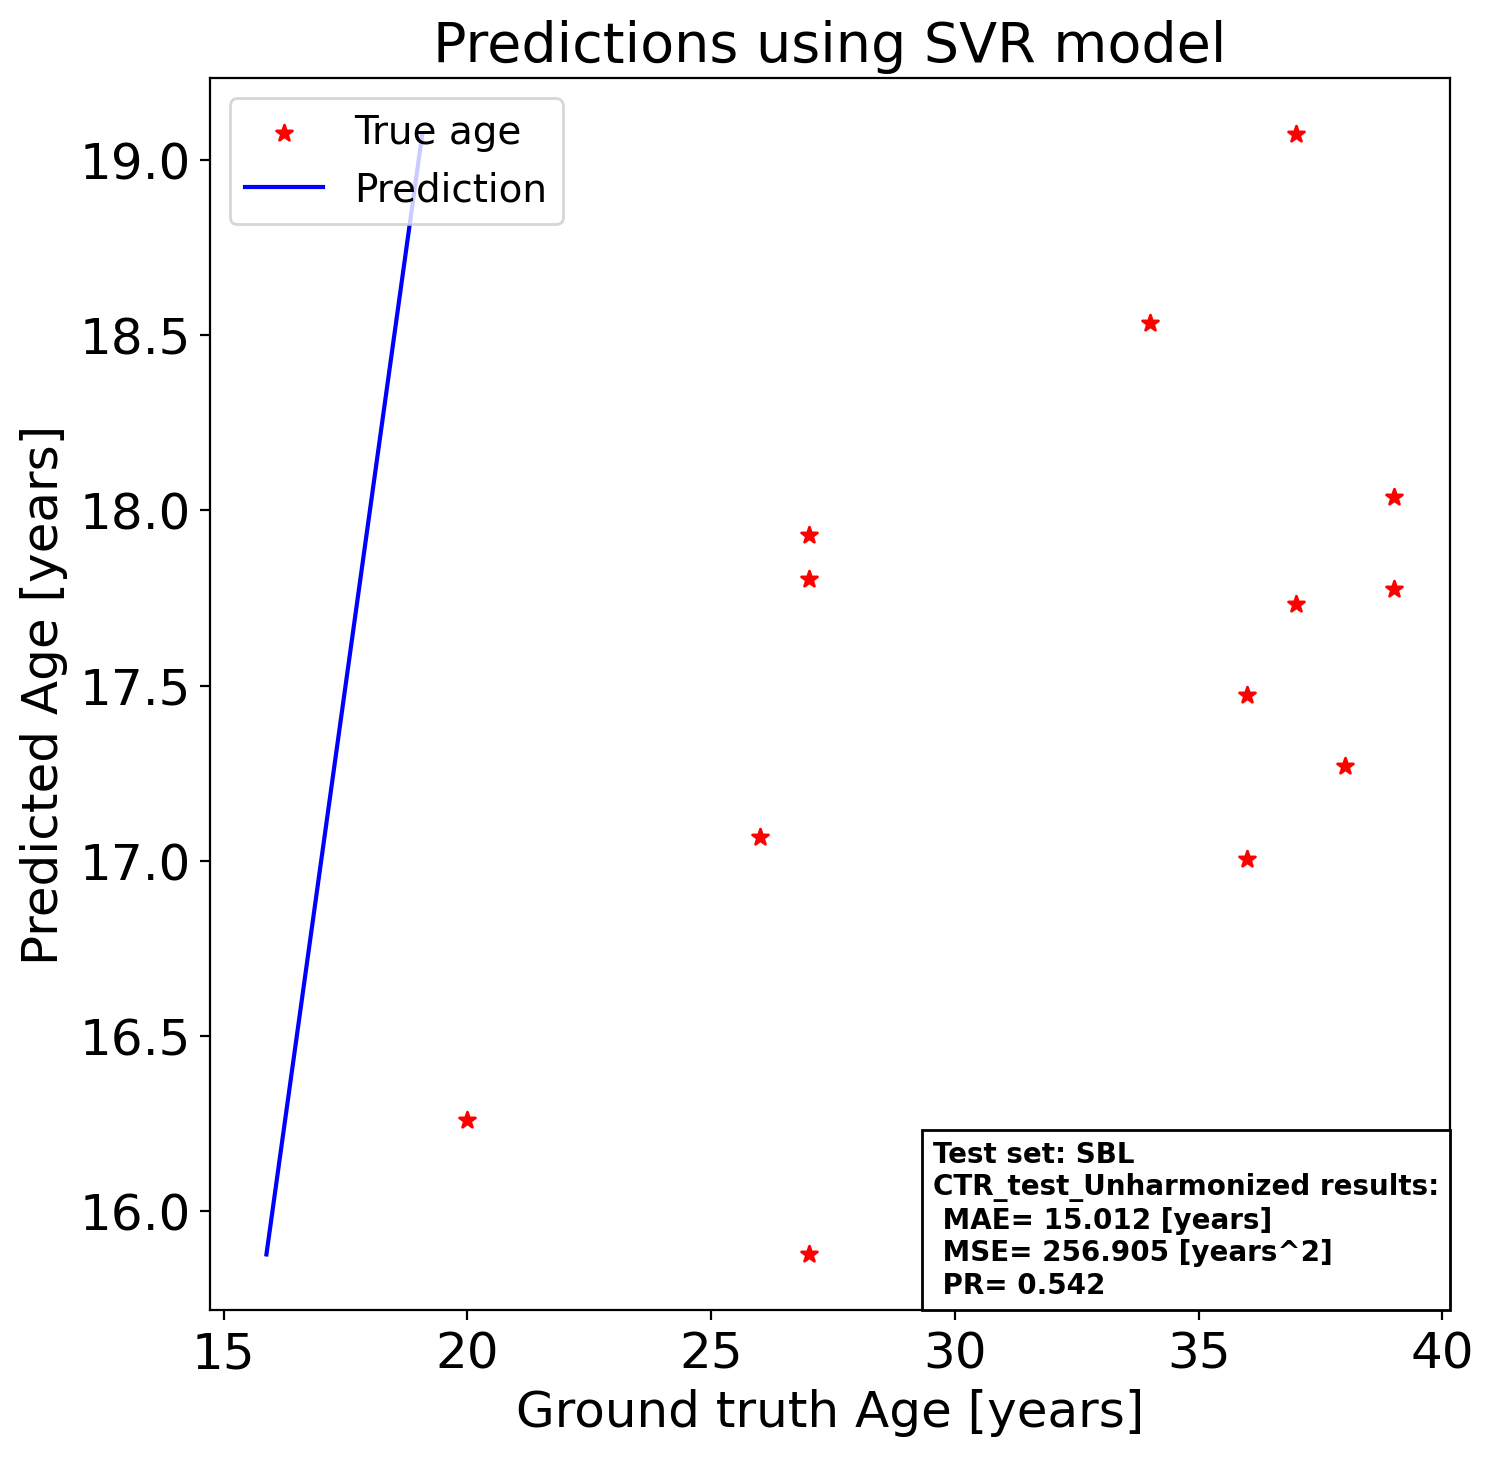 Predictions using SVR model
True age
Prediction
Predicted Age [years]
19.0
18.5
18.0
17.5
17.0
16.5
16.0
Test set: SBL
CTR_test_Unharmonized results:
MAE= 15.012 [years]
MSE= 256.905 [years^2]
PR= 0.542
15 20 25 30 35 40
Ground truth Age [years]